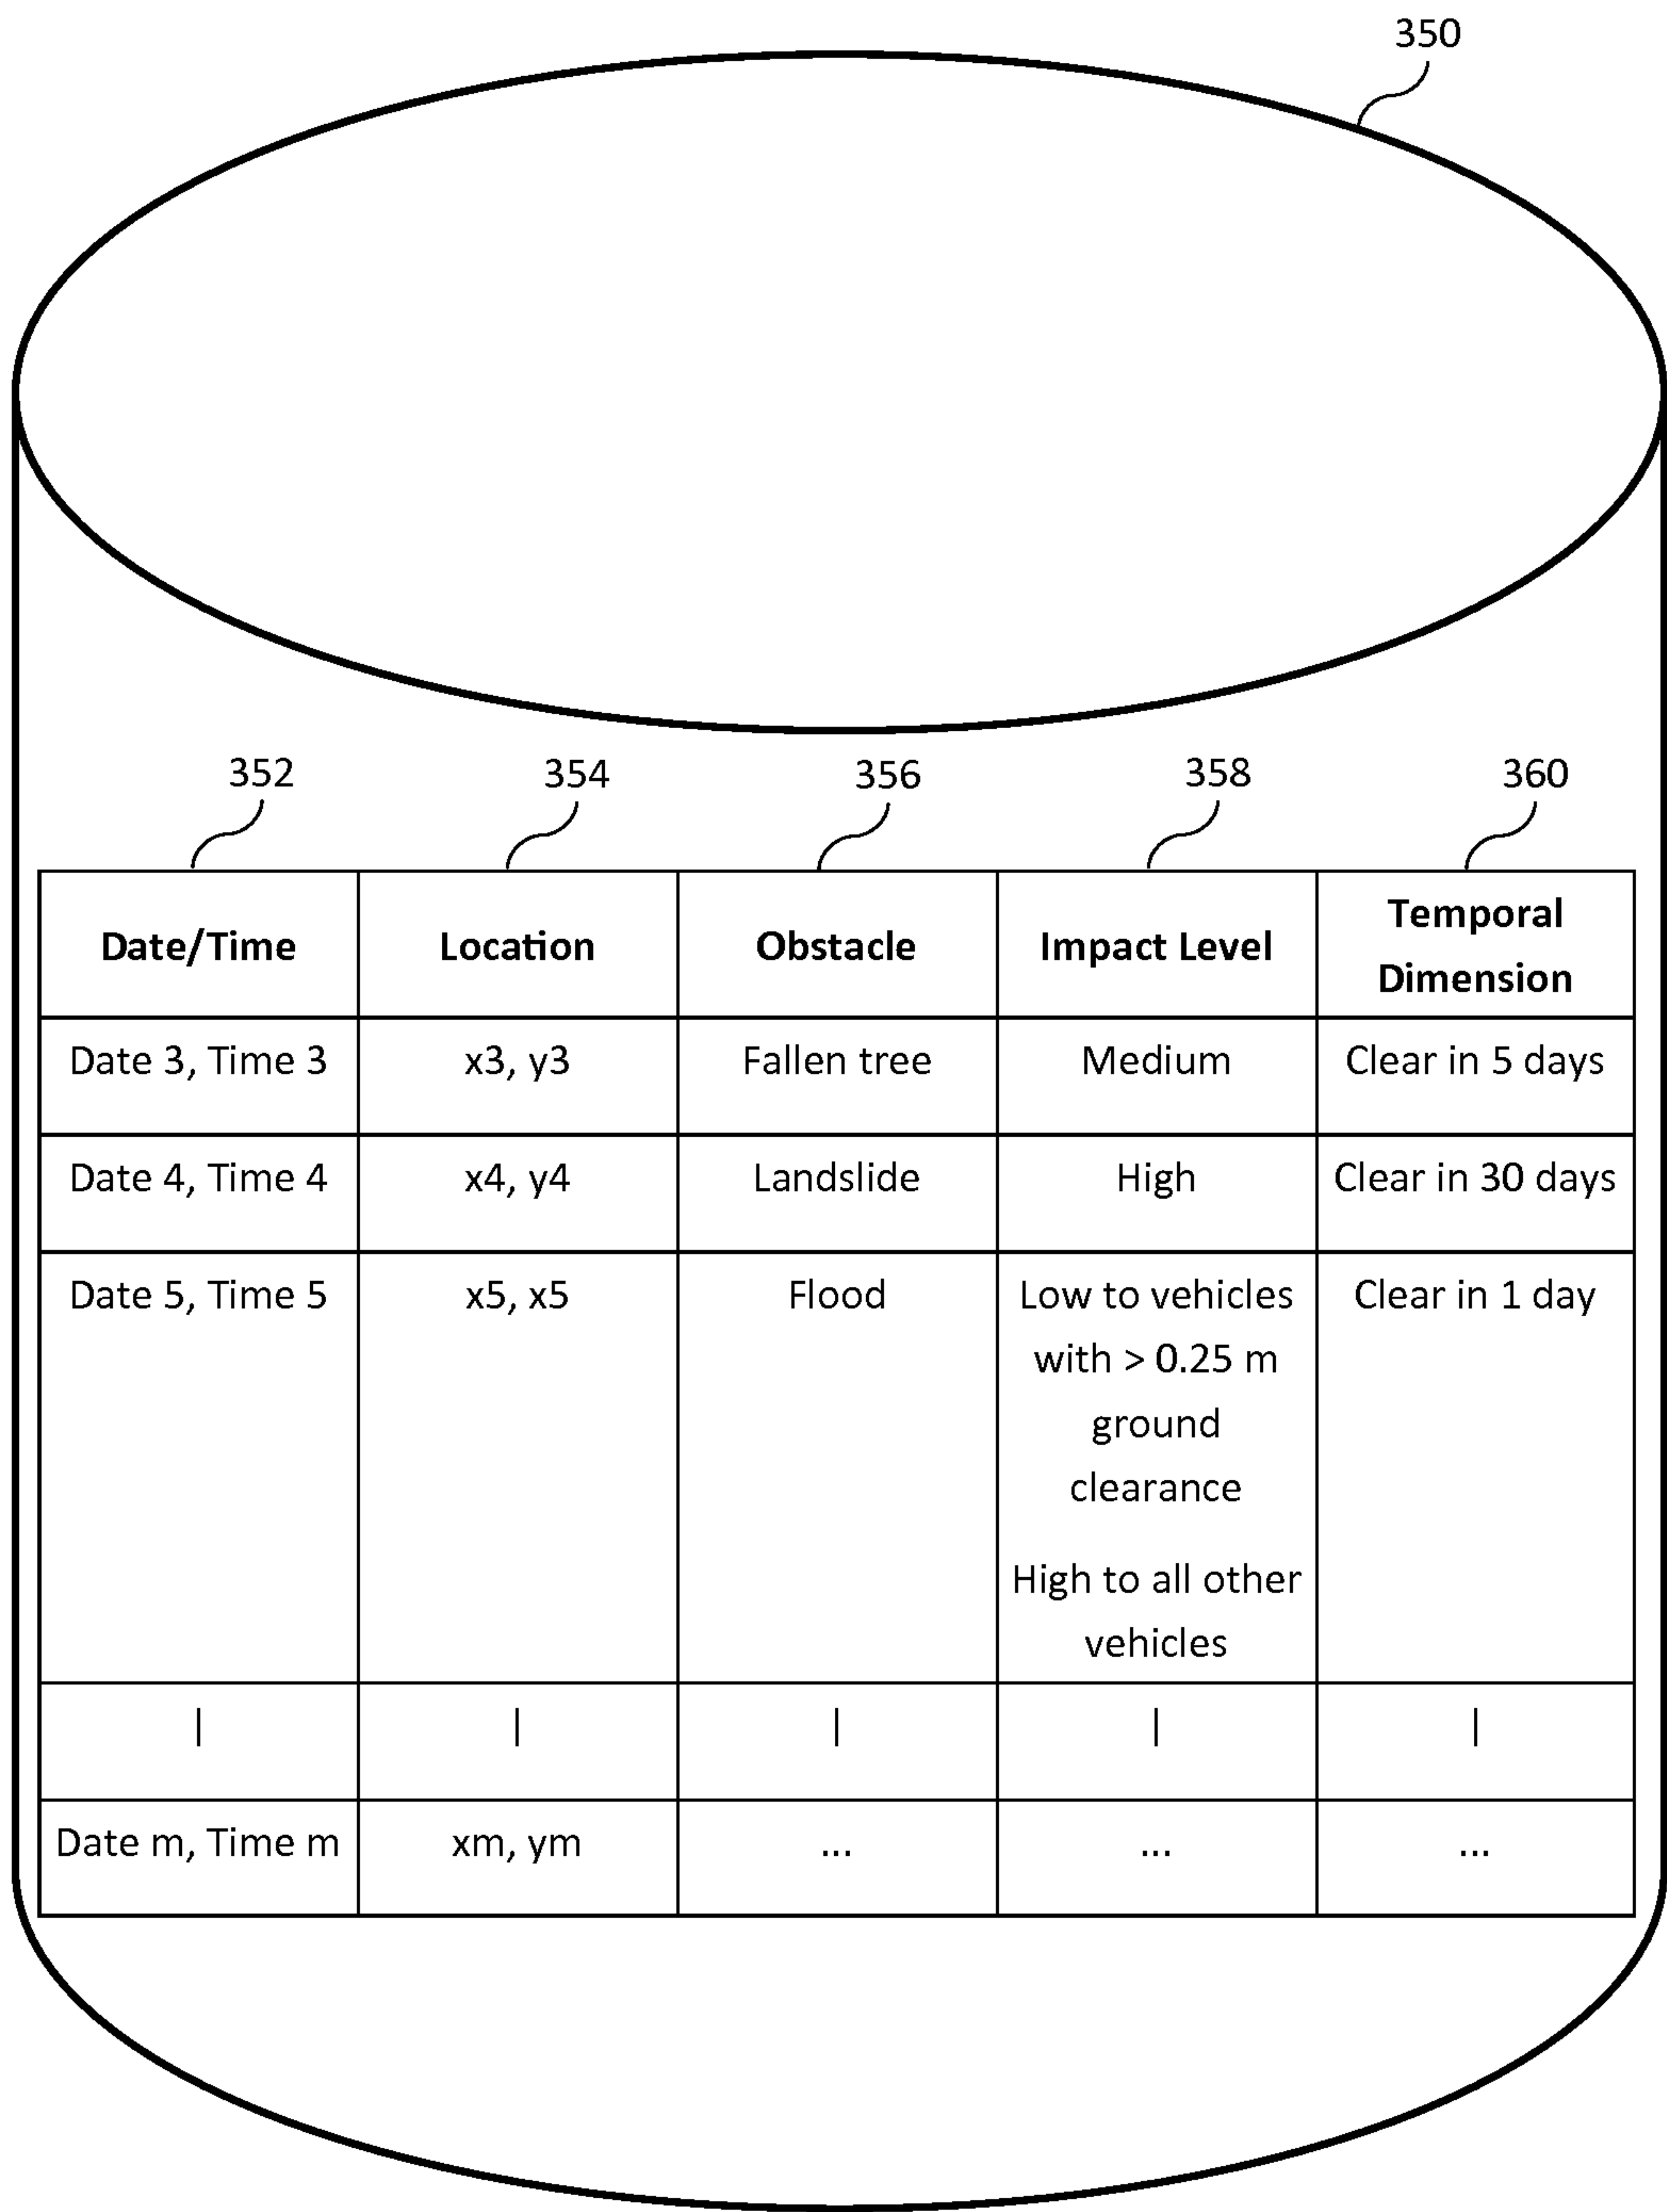 350
352 354 356 358 360
Date/Time Location Obstacle Impact Level Temporal Dimension
Date 3, Time 3 x3, y3 Fallen tree Medium Clear in 5 days
Date 4, Time 4 x4, y4 Landslide High Clear in 30 days
Date 5, Time 5 x5, x5 Flood Low to vehicles Clear in 1 day
with > 0.25 m
ground
clearance
High to all other
vehicles
| | | | |
Date m, Time m xm, ym ... ... ...